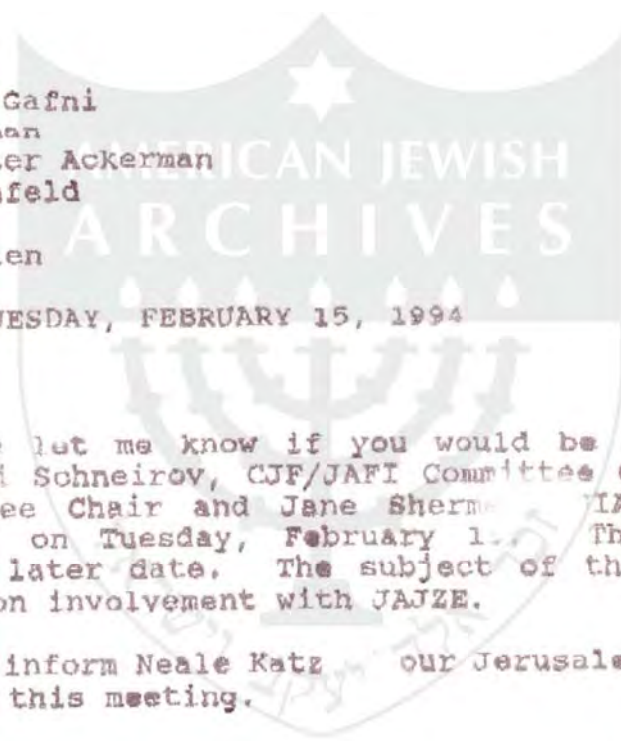 Gafni
an
er Ackerman
feld
en
AMERICAN JEWISH
ARCHIVES
UESDAY, FEBRUARY 15, 1994
let me know if you would be
Schneirov, CJF/JAFI Committee
ee Chair and Jane Sherm
on Tuesday, February 1
later date. The subject of th
on involvement with JAJZE.
inform Neale Katz our Jerusale
this meeting.